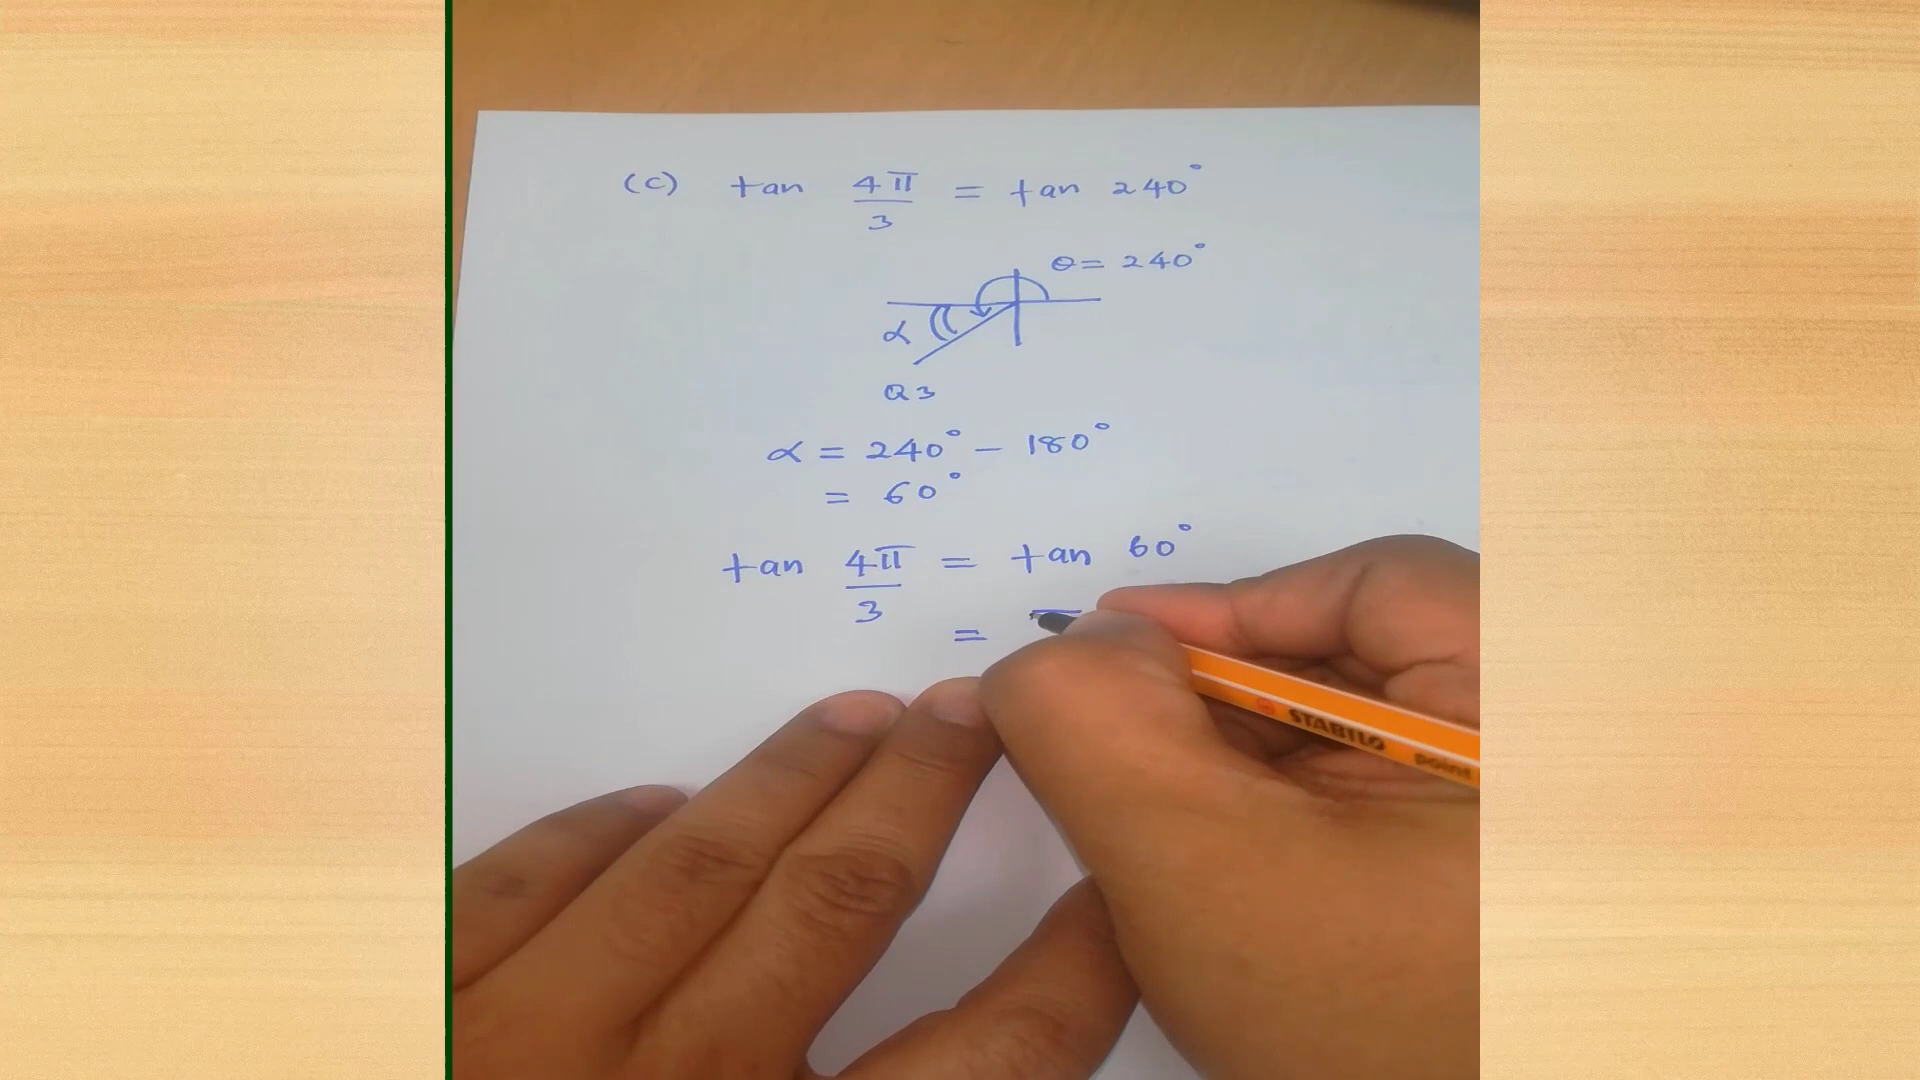 (c) tan 4π/3 = tan 240°
θ = 240°
α
Q3
α = 240° - 180°
= 60°
tan 4π/3 = tan 60°
=
STABILO point